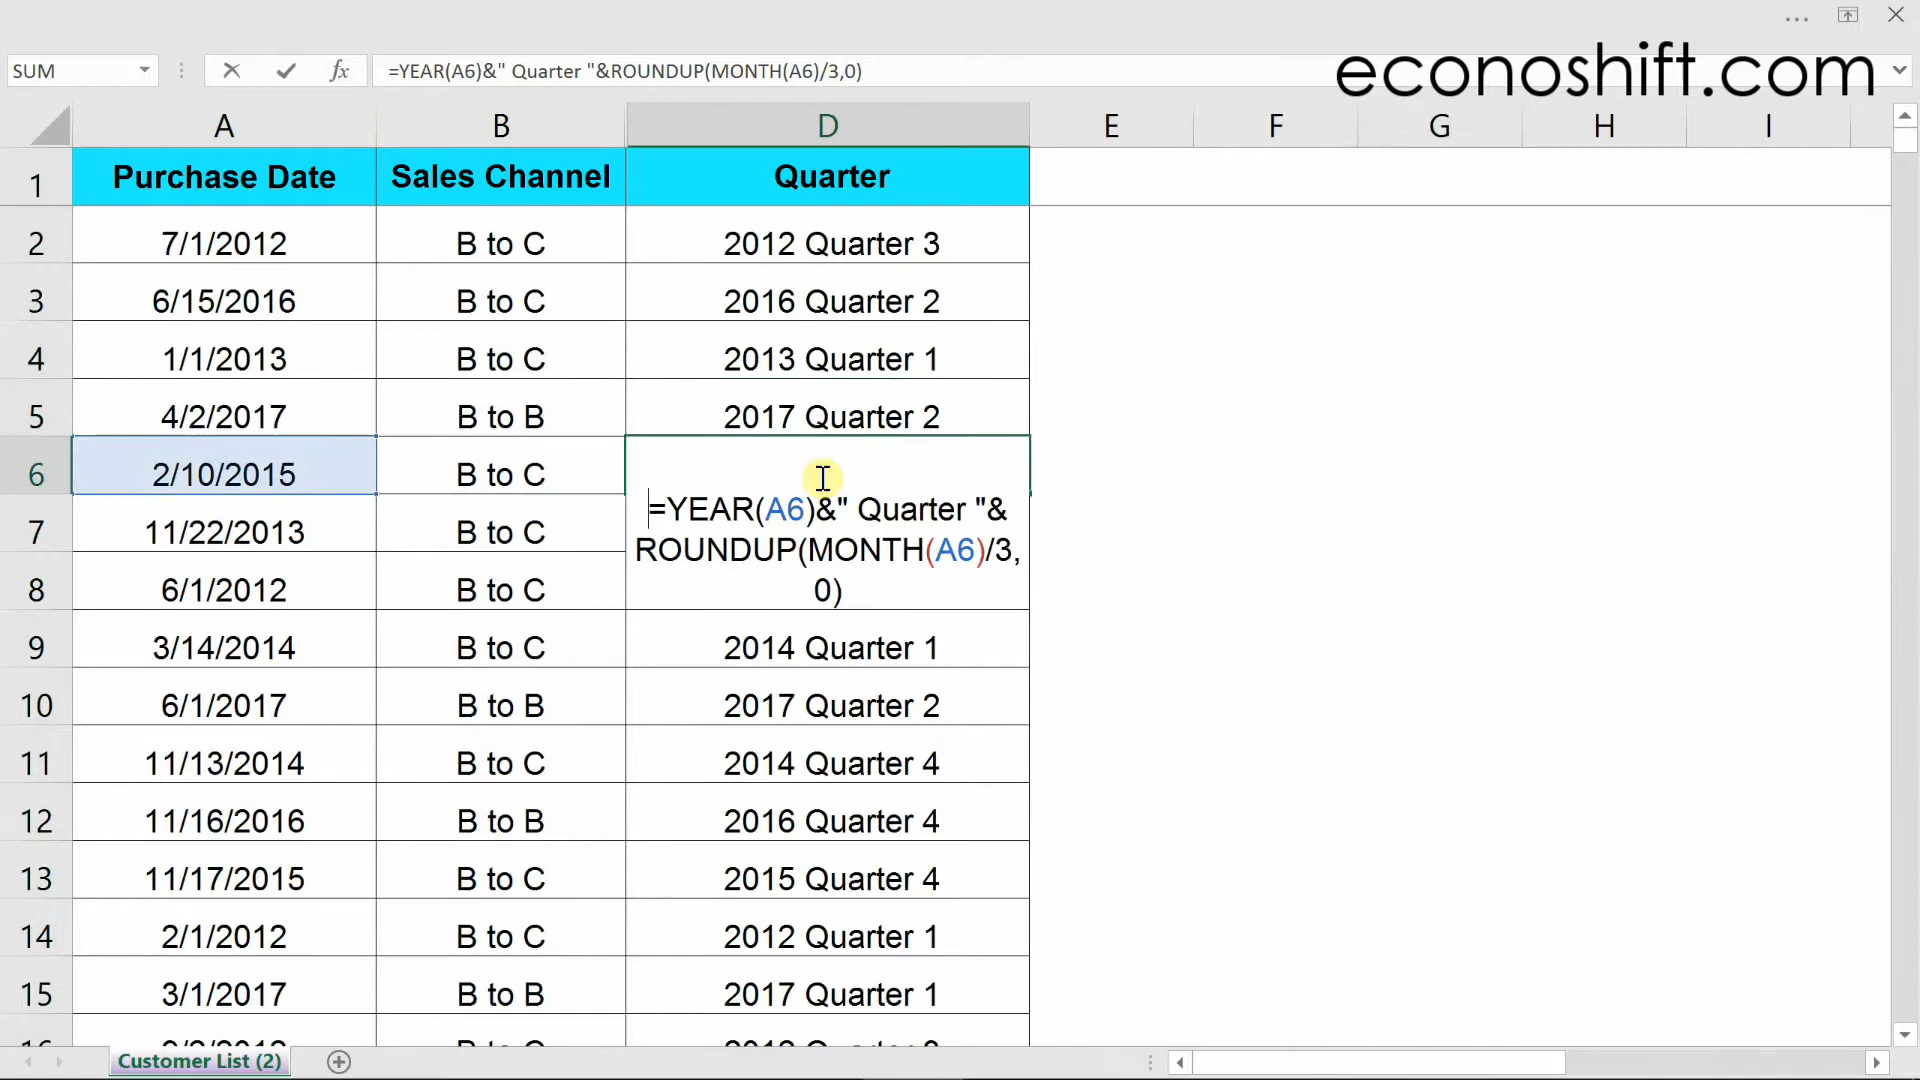 SUM
fx
=YEAR(A6)&" Quarter "&ROUNDUP(MONTH(A6)/3,0)
econoshift.com
A B D E F G H I
1 Purchase Date Sales Channel Quarter
2 7/1/2012 B to C 2012 Quarter 3
3 6/15/2016 B to C 2016 Quarter 2
4 1/1/2013 B to C 2013 Quarter 1
5 4/2/2017 B to B 2017 Quarter 2
6 2/10/2015 B to C
=YEAR(A6)&" Quarter "&
ROUNDUP(MONTH(A6)/3,
0)
7 11/22/2013 B to C
8 6/1/2012 B to C
9 3/14/2014 B to C 2014 Quarter 1
10 6/1/2017 B to B 2017 Quarter 2
11 11/13/2014 B to C 2014 Quarter 4
12 11/16/2016 B to B 2016 Quarter 4
13 11/17/2015 B to C 2015 Quarter 4
14 2/1/2012 B to C 2012 Quarter 1
15 3/1/2017 B to B 2017 Quarter 1
Customer List (2)